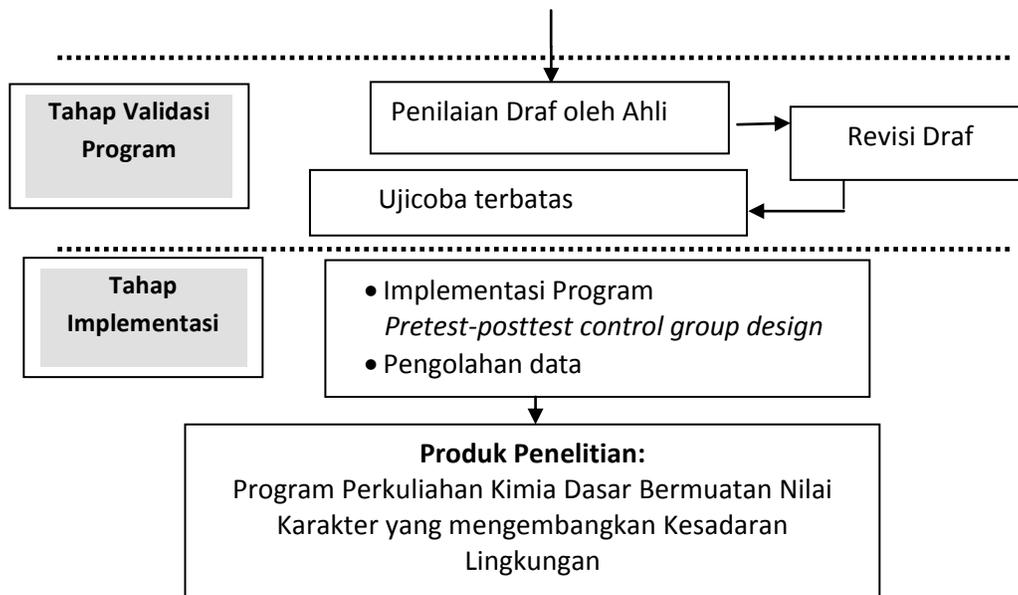 Tahap Validasi
Program
Penilaian Draf oleh Ahli
Revisi Draf
Ujicoba terbatas
Tahap
Implementasi
• Implementasi Program
Pretest-posttest control group design
• Pengolahan data
Produk Penelitian:
Program Perkuliahan Kimia Dasar Bermuatan Nilai
Karakter yang mengembangkan Kesadaran
Lingkungan